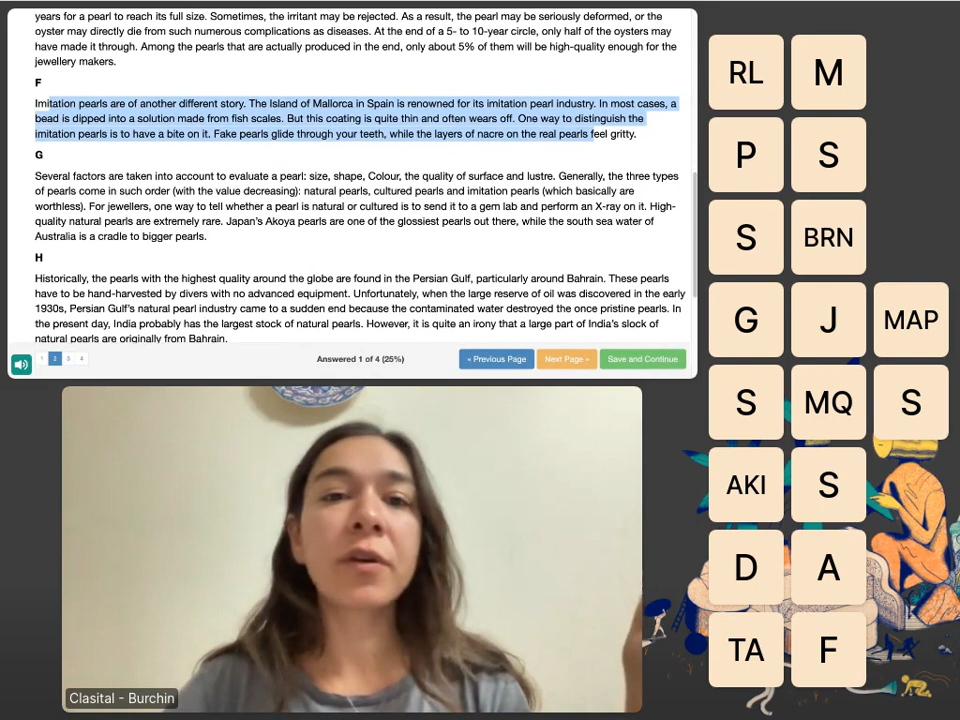 years for a pearl to reach its full size. Sometimes, the irritant may be rejected. As a result, the pearl may be seriously deformed, or the
oyster may directly die from such numerous complications as diseases. At the end of a 5- to 10-year circle, only half of the oysters may
have made it through. Among the pearls that are actually produced in the end, only about 5% of them will be high-quality enough for the
jewellery makers.
F
Imitation pearls are of another different story. The Island of Mallorca in Spain is renowned for its imitation pearl industry. In most cases, a
bead is dipped into a solution made from fish scales. But this coating is quite thin and often wears off. One way to distinguish the
imitation pearls is to have a bite on it. Fake pearls glide through your teeth, while the layers of nacre on the real pearls feel gritty.
G
Several factors are taken into account to evaluate a pearl: size, shape, Colour, the quality of surface and lustre. Generally, the three types
of pearls come in such order (with the value decreasing): natural pearls, cultured pearls and imitation pearls (which basically are
worthless). For jewellers, one way to tell whether a pearl is natural or cultured is to send it to a gem lab and perform an X-ray on it. High-
quality natural pearls are extremely rare. Japan's Akoya pearls are one of the glossiest pearls out there, while the south sea water of
Australia is a cradle to bigger pearls.
H
Historically, the pearls with the highest quality around the globe are found in the Persian Gulf, particularly around Bahrain. These pearls
have to be hand-harvested by divers with no advanced equipment. Unfortunately, when the large reserve of oil was discovered in the early
1930s, Persian Gulf's natural pearl industry came to a sudden end because the contaminated water destroyed the once pristine pearls. In
the present day, India probably has the largest stock of natural pearls. However, it is quite an irony that a large part of India's slock of
natural pearls are originally from Bahrain.
1 2 3 4
Answered 1 of 4 (25%)
« Previous Page
Next Page »
Save and Continue
Clasital - Burchin
RL M
P S
S BRN
G J MAP
S MQ S
AKI S
D A
TA F